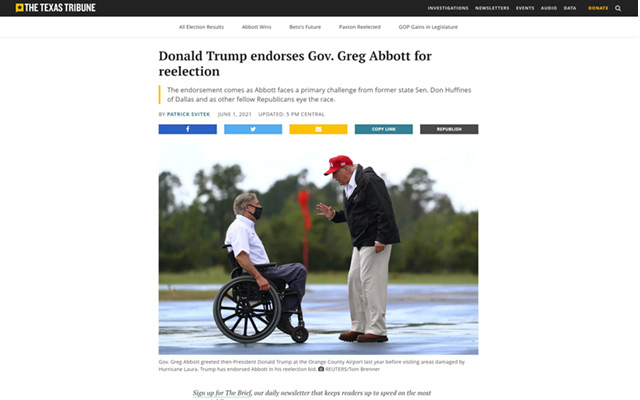 THE TEXAS TRIBUNE
INVESTIGATIONS NEWSLETTERS EVENTS AUDIO DATA DONATE
All Election Results Abbott Wins Beto's Future Paxton Reelected GOP Gains in Legislature
Donald Trump endorses Gov. Greg Abbott for
reelection
The endorsement comes as Abbott faces a primary challenge from former state Sen. Don Huffines
of Dallas and as other fellow Republicans eye the race.
BY PATRICK SVITEK JUNE 1, 2021 UPDATED: 5 PM CENTRAL
COPY LINK REPUBLISH
Gov. Greg Abbott greeted then-President Donald Trump at the Orange County Airport last year before visiting areas damaged by
Hurricane Laura. Trump has endorsed Abbott in his reelection bid. REUTERS/Tom Brenner
Sign up for The Brief, our daily newsletter that keeps readers up to speed on the most